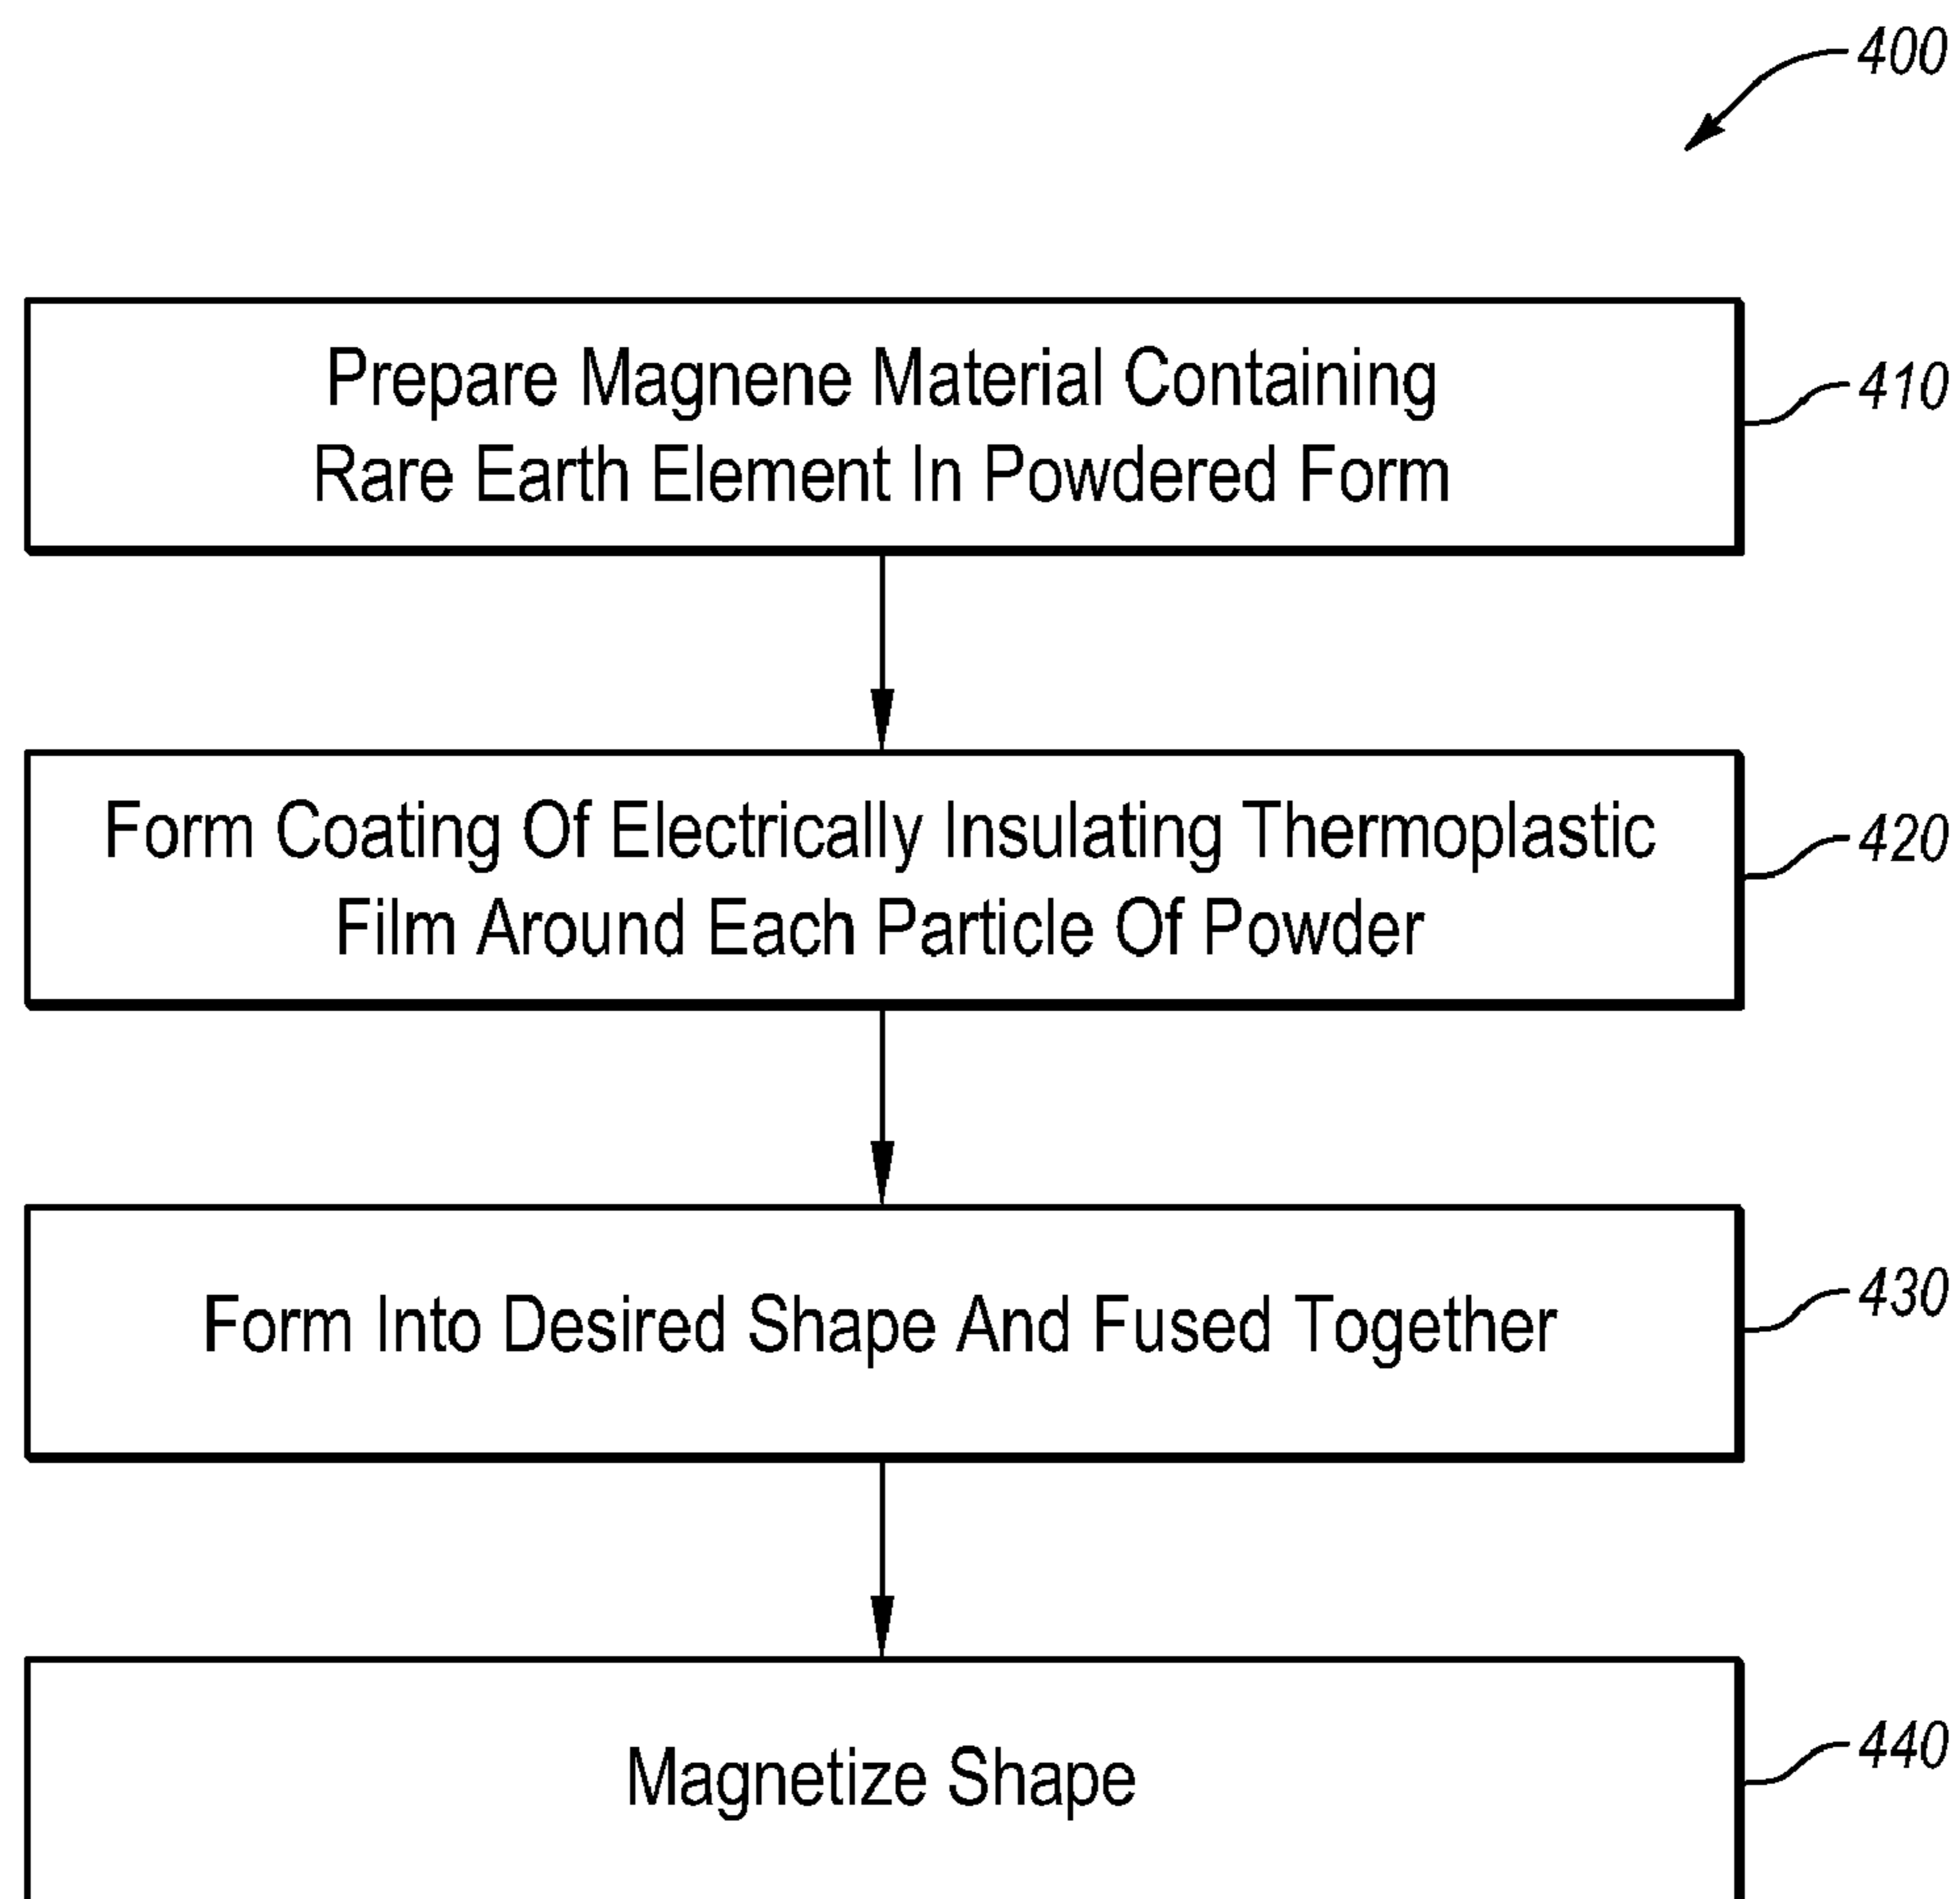 400
Prepare Magnene Material Containing
Rare Earth Element In Powdered Form
410
Form Coating Of Electrically Insulating Thermoplastic
Film Around Each Particle Of Powder
420
Form Into Desired Shape And Fused Together
430
Magnetize Shape
440